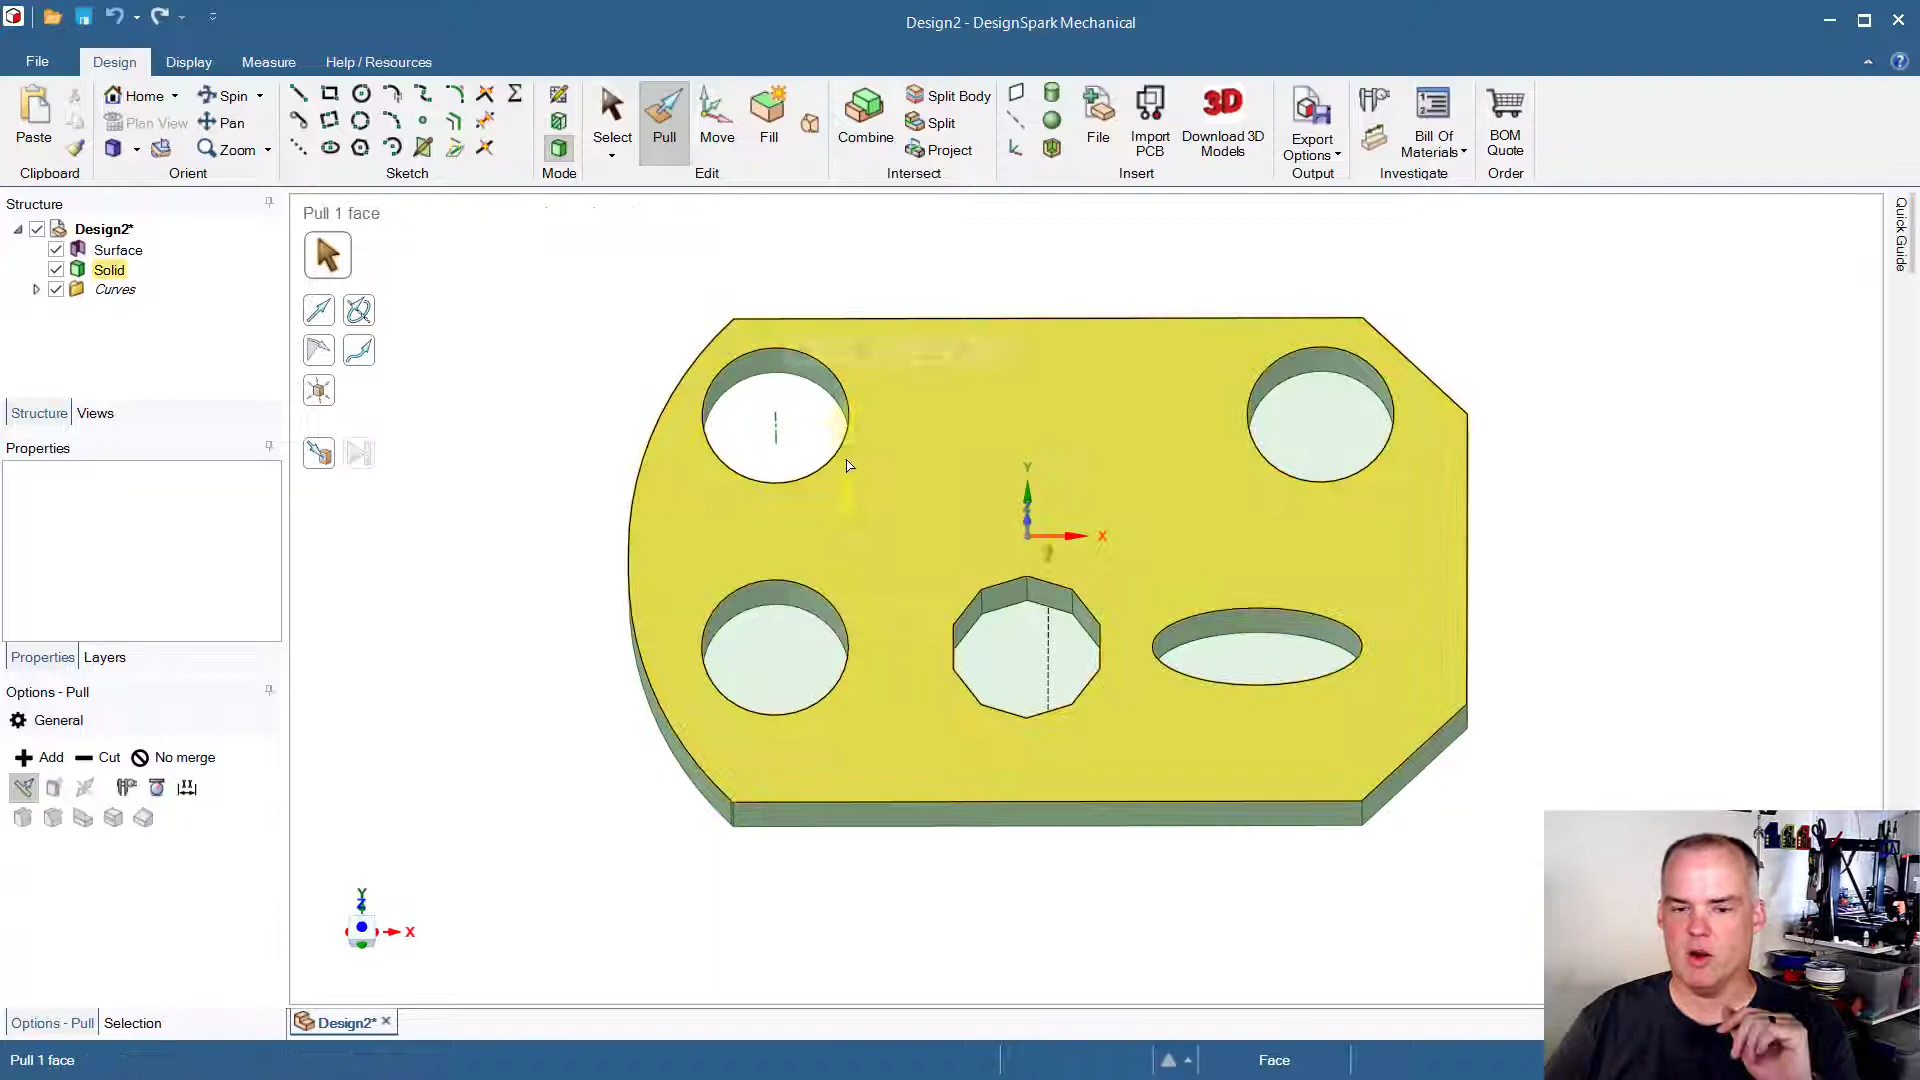 Design2 - DesignSpark Mechanical
File
Design
Display
Measure
Help / Resources
Paste
Clipboard
Home
Spin
Plan View
Pan
Zoom
Orient
Sketch
Mode
Select
Pull
Move
Fill
Edit
Combine
Split Body
Split
Project
Intersect
File
Import PCB
Download 3D Models
3D
Insert
Export Options
Output
Bill Of Materials
Investigate
BOM Quote
Order
Structure
Design2*
Surface
Solid
Curves
Structure
Views
Properties
Properties
Layers
Options - Pull
General
Add
Cut
No merge
Options - Pull
Selection
Pull 1 face
Y
Z
X
Y
Z
X
Quick Guide
Design2*
Pull 1 face
Face